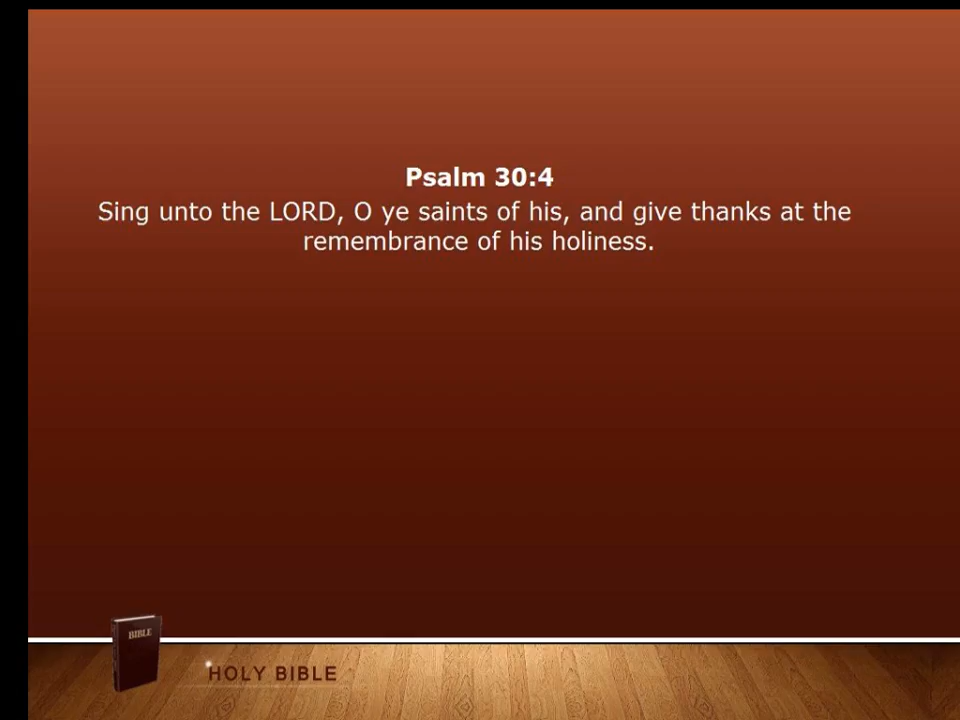 Psalm 30:4
Sing unto the LORD, O ye saints of his, and give thanks at the
remembrance of his holiness.
BIBLE
HOLY BIBLE